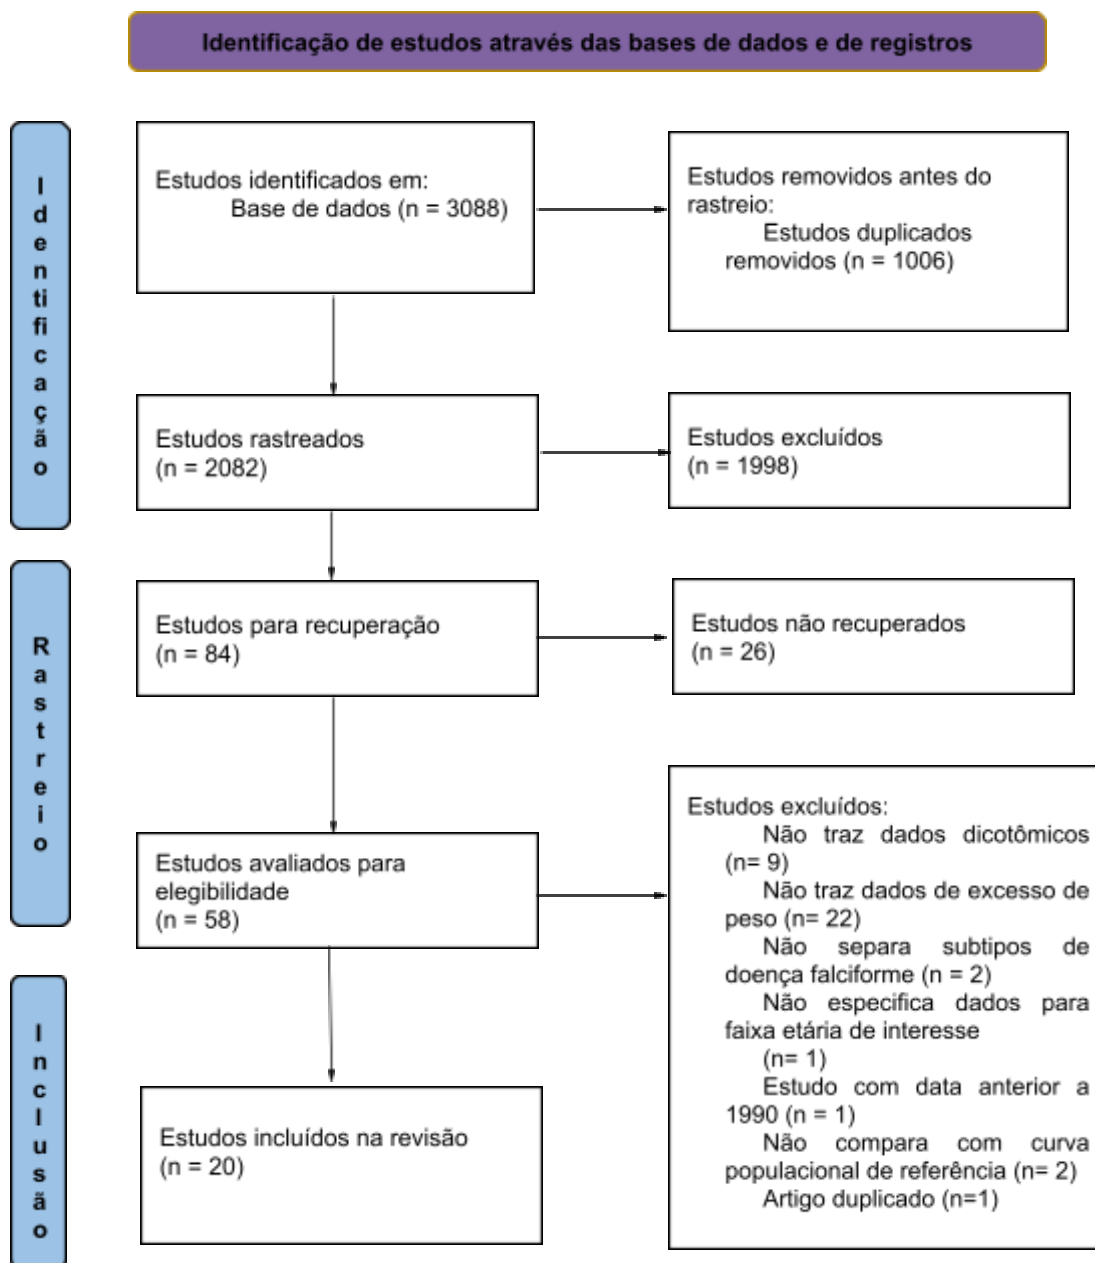 Identificação de estudos através das bases de dados e de registros
Identificação
Estudos identificados em:
Base de dados (n = 3088)
Estudos removidos antes do
rastreio:
Estudos duplicados
removidos (n = 1006)
Estudos rastreados
(n = 2082)
Estudos excluídos
(n = 1998)
Rastreio
Estudos para recuperação
(n = 84)
Estudos não recuperados
(n = 26)
Estudos avaliados para
elegibilidade
(n = 58)
Estudos excluídos:
Não traz dados dicotômicos
(n= 9)
Não traz dados de excesso de
peso (n= 22)
Não separa subtipos de
doença falciforme (n = 2)
Não especifica dados para
faixa etária de interesse
(n= 1)
Estudo com data anterior a
1990 (n = 1)
Não compara com curva
populacional de referência (n= 2)
Artigo duplicado (n=1)
Inclusão
Estudos incluídos na revisão
(n = 20)